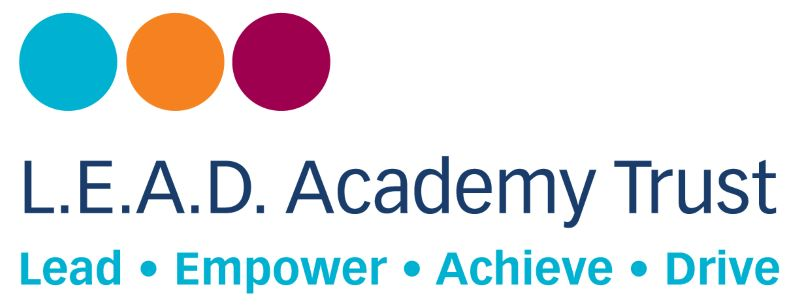 L.E.A.D. Academy Trust
Lead • Empower • Achieve • Drive